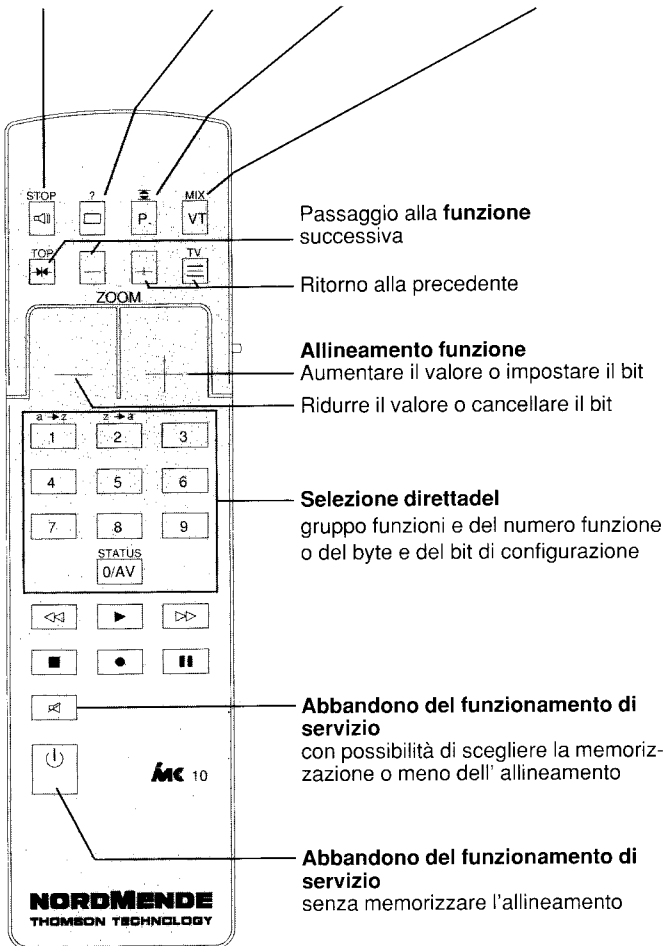 STOP ? MIX
P. VT
Passaggio alla funzione
successiva
TOP TV
Ritorno alla precedente
ZOOM
Allineamento funzione
Aumentare il valore o impostare il bit
Ridurre il valore o cancellare il bit
a z z a
1 2 3
4 5 6
Selezione direttadel
gruppo funzioni e del numero funzione
7 8 9
o del byte e del bit di configurazione
STATUS
0/AV
Abbandono del funzionamento di
servizio
con possibilità di scegliere la memoriz-
zazione o meno dell' allineamento
IMC 10
Abbandono del funzionamento di
servizio
senza memorizzare l'allineamento
NORDMENDE
THOMSON TECHNOLOGY